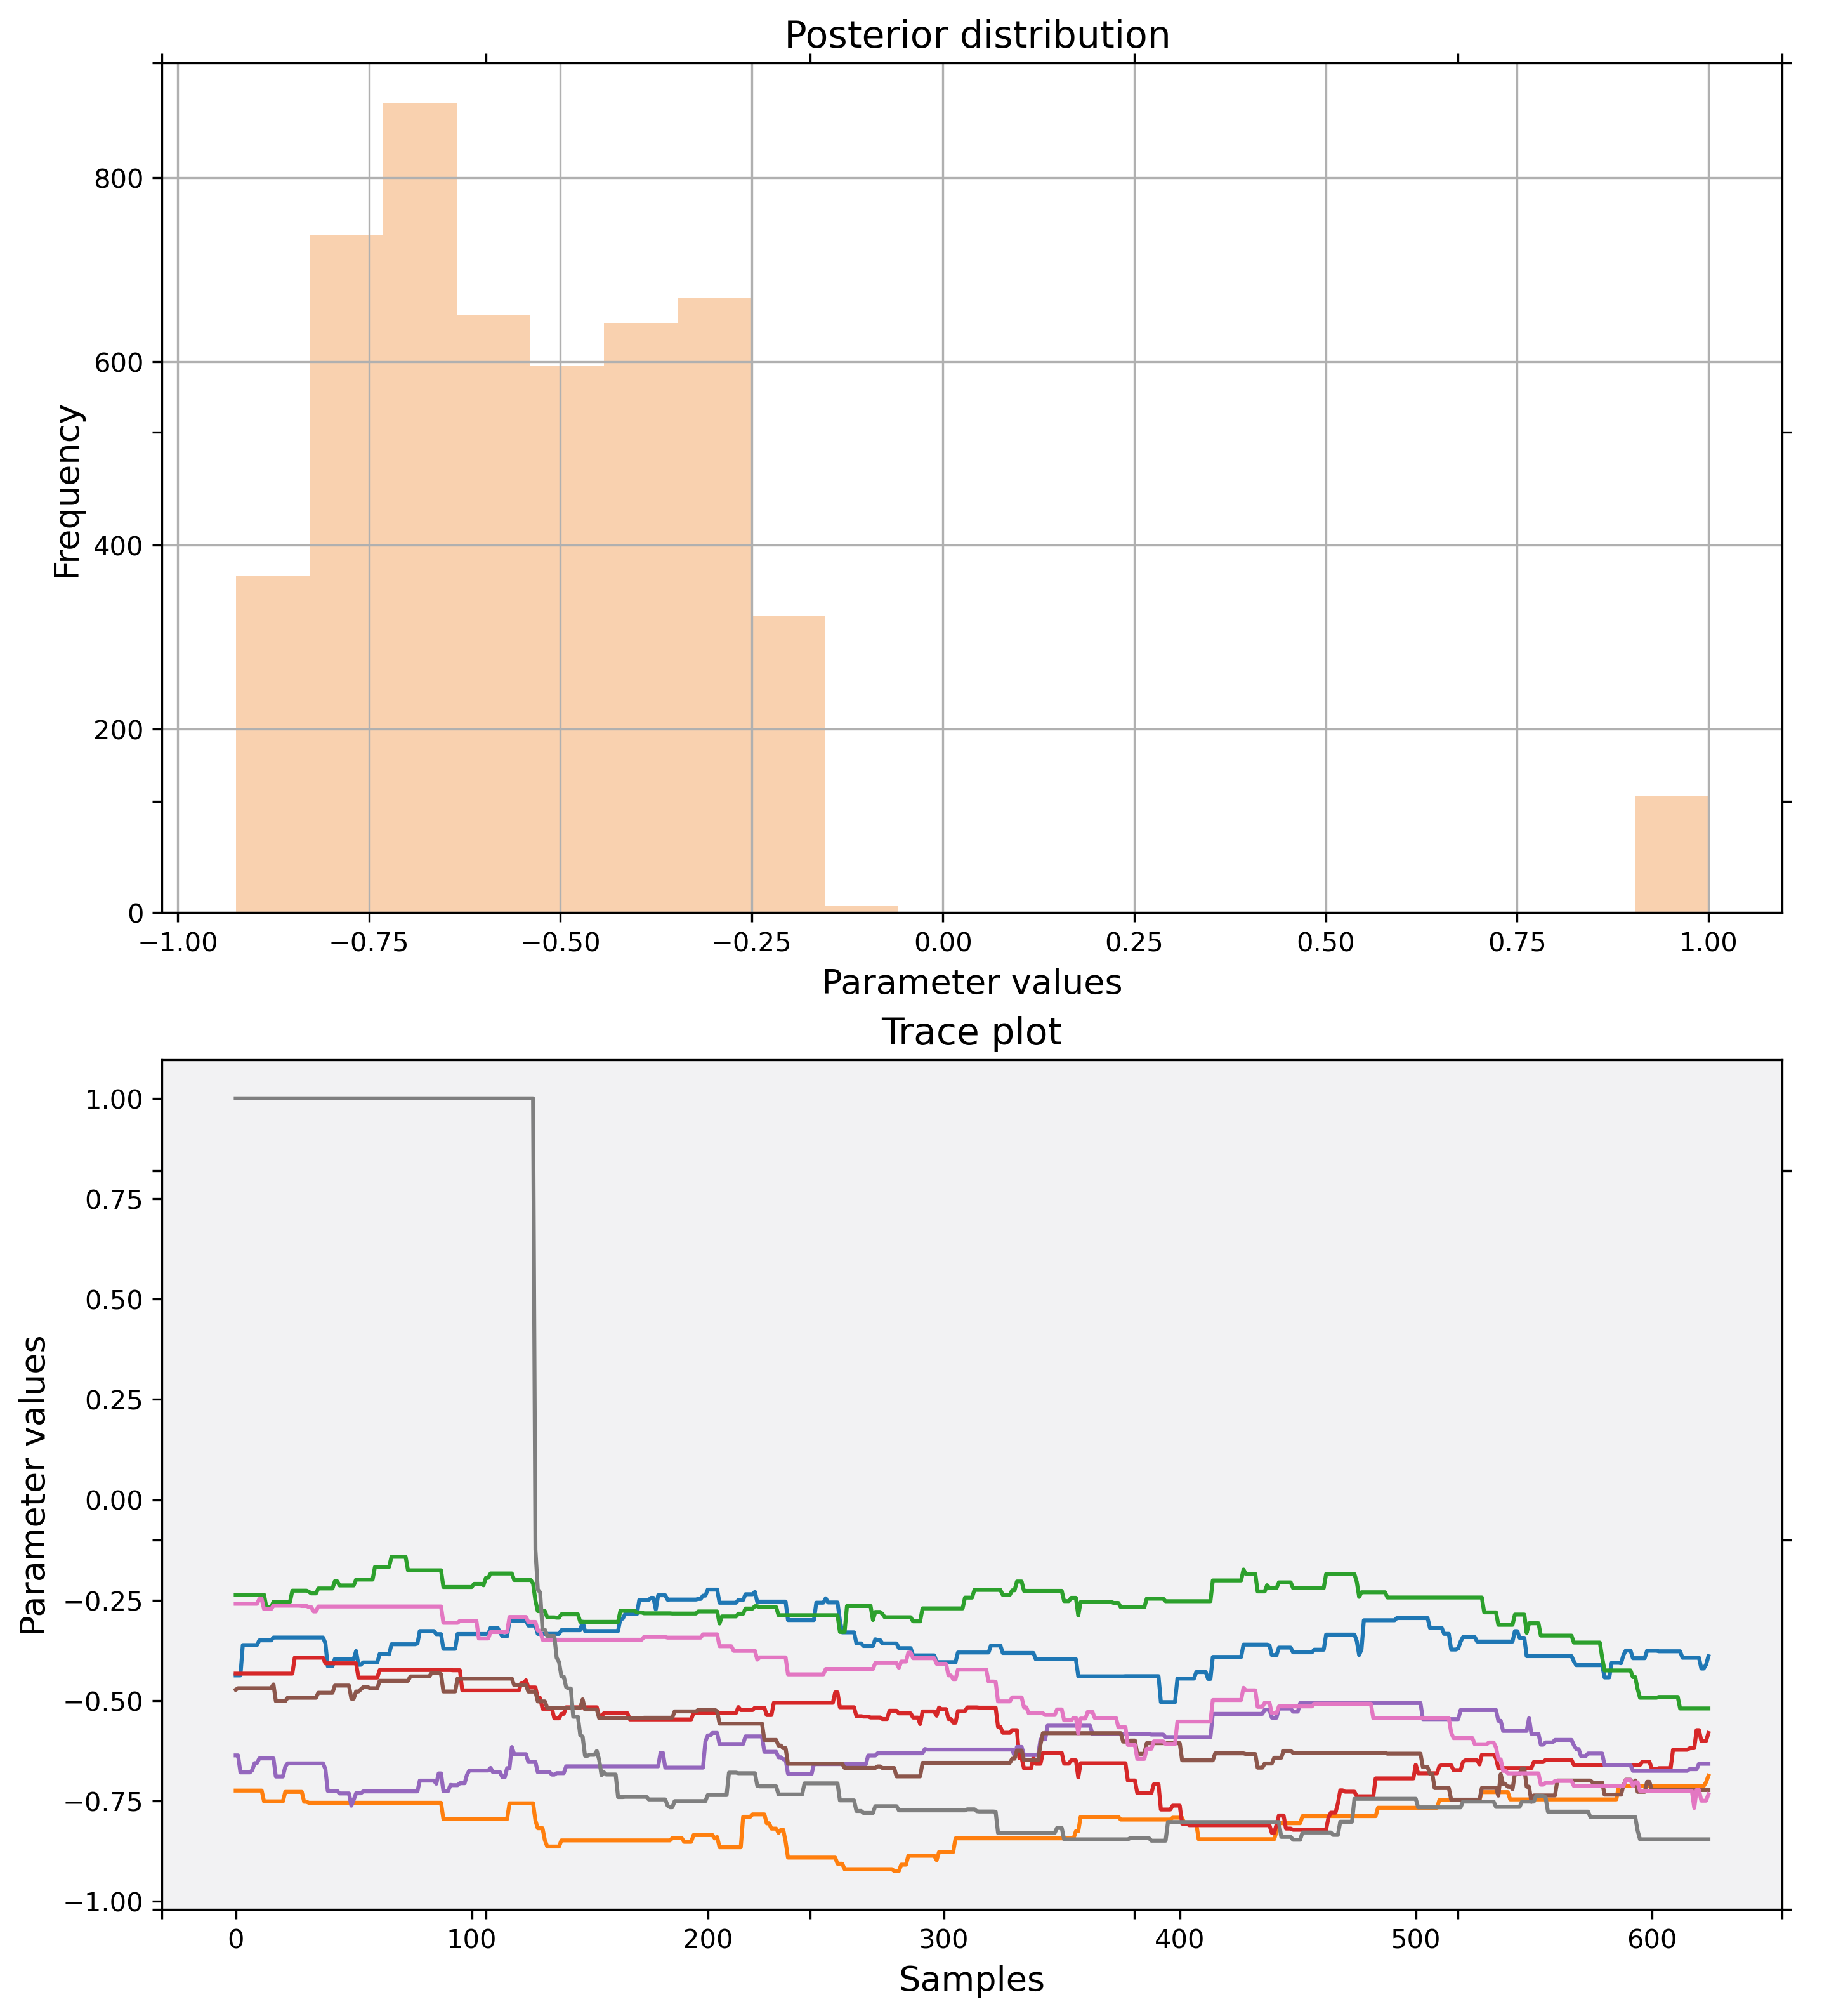 Posterior distribution
800
600
400
200
0
Frequency
−1.00 −0.75 −0.50 −0.25 0.00 0.25 0.50 0.75 1.00
Parameter values
Trace plot
1.00
0.75
0.50
0.25
0.00
−0.25
−0.50
−0.75
−1.00
Parameter values
0 100 200 300 400 500 600
Samples